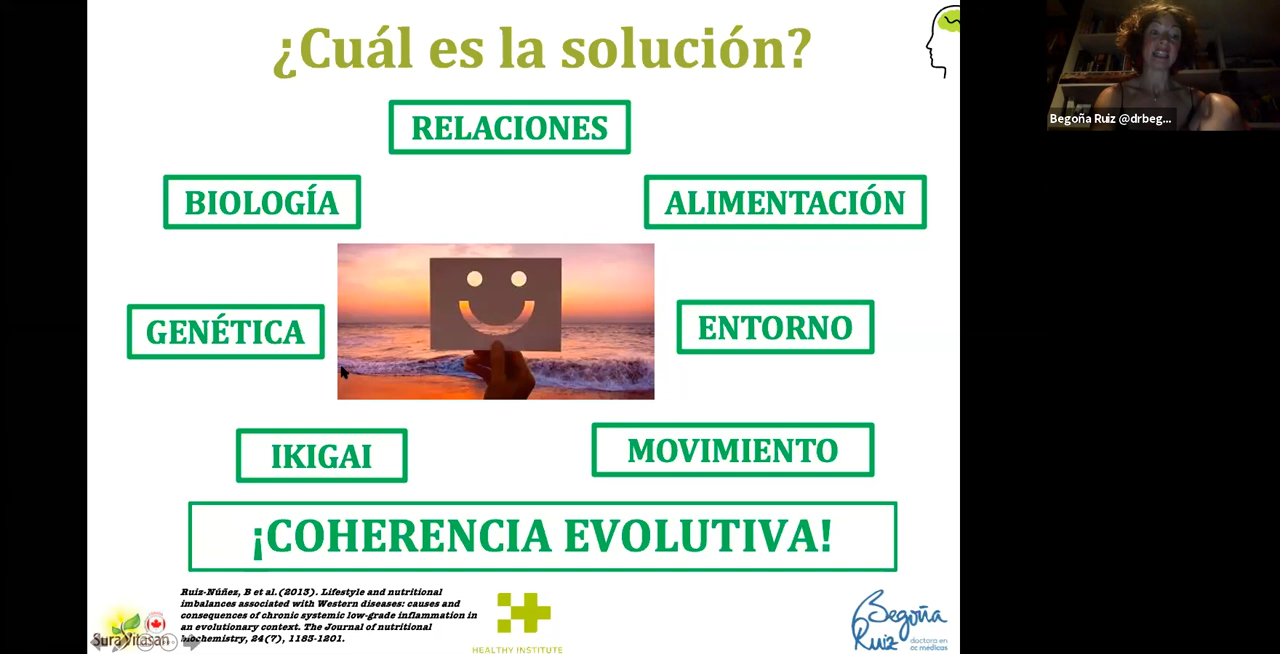 ¿Cuál es la solución?
RELACIONES
BIOLOGÍA
ALIMENTACIÓN
GENÉTICA
ENTORNO
IKIGAI
MOVIMIENTO
¡COHERENCIA EVOLUTIVA!
Ruiz-Núñez, B et al.(2013). Lifestyle and nutritional
imbalances associated with Western diseases: causes and
consequences of chronic systemic low-grade inflammation in
an evolutionary context. The Journal of nutritional
biochemistry, 24(7), 1183-1201.
Sura Vitasan
HEALTHY INSTITUTE
Begoña
Ruiz
doctora en
cc médicas
Begoña Ruiz @drbeg...